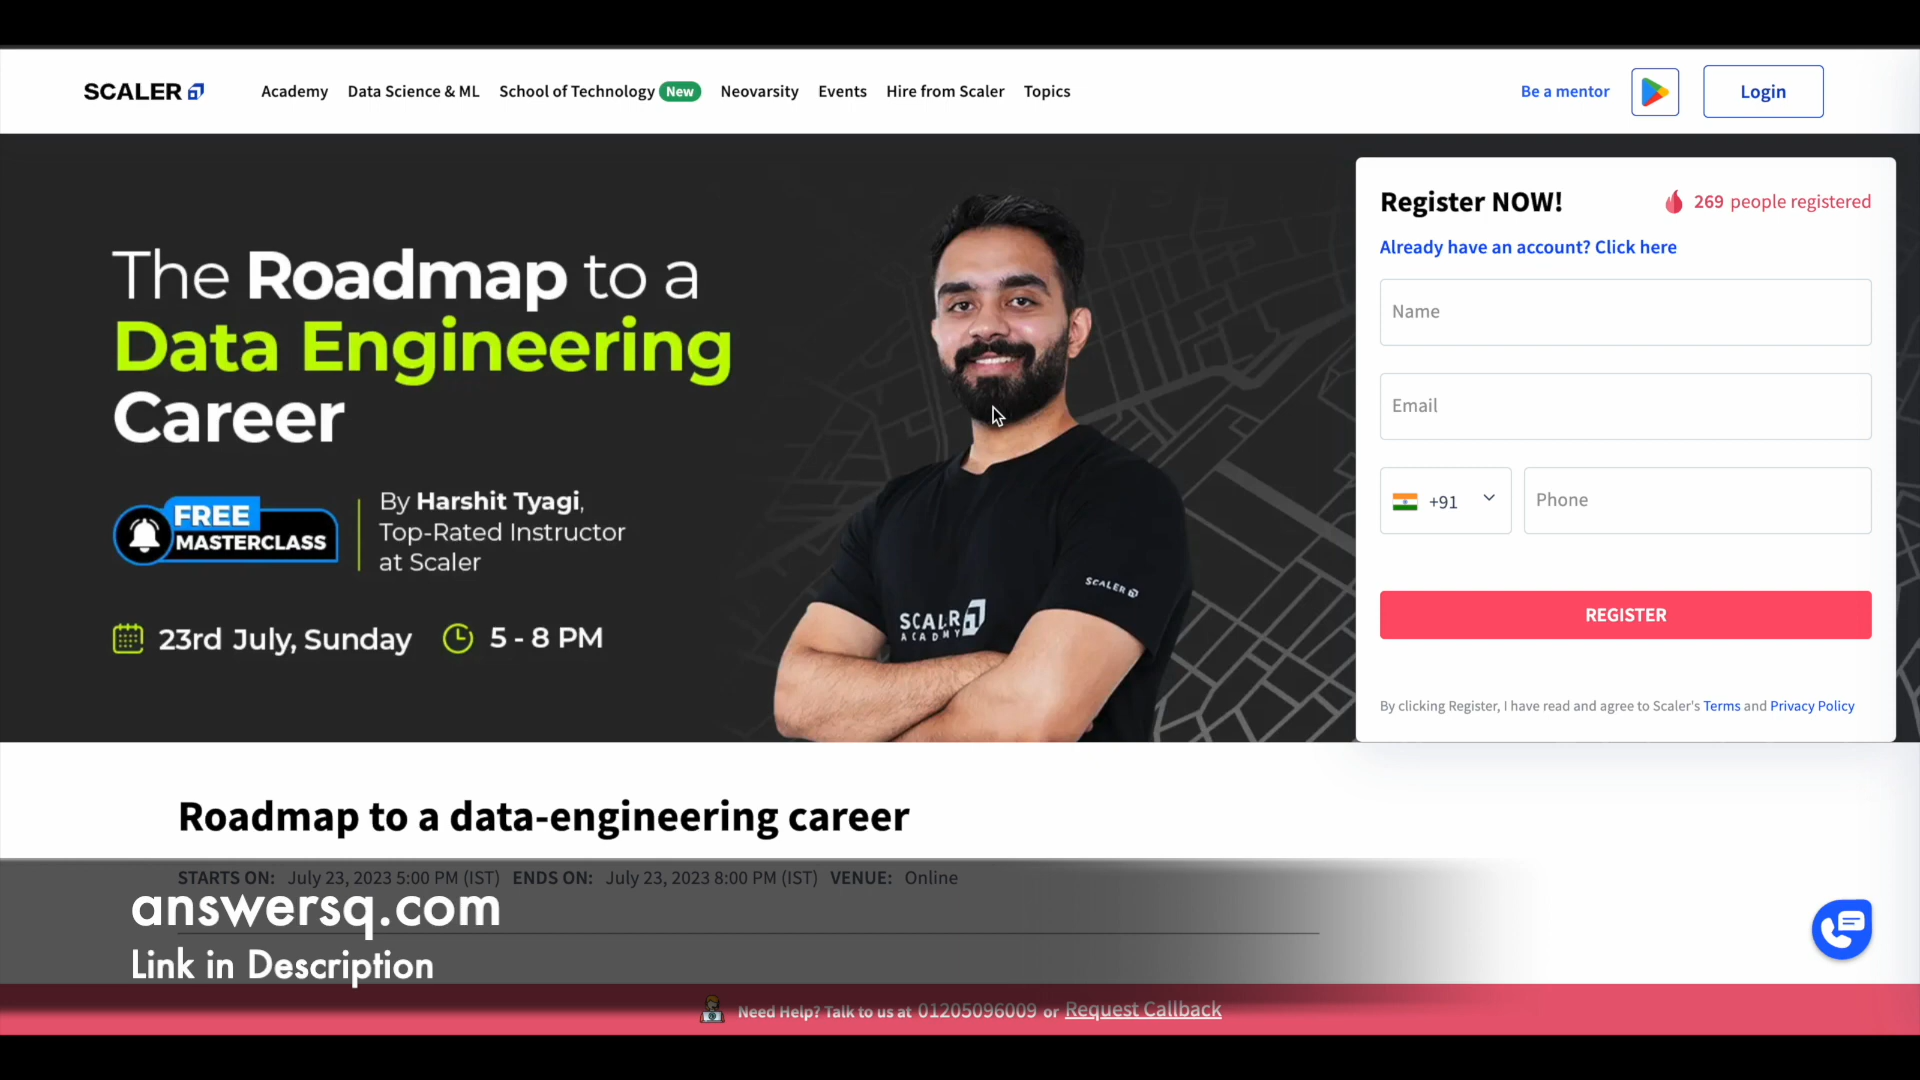 SCALER
Academy Data Science & ML School of Technology New Neovarsity Events Hire from Scaler Topics
Be a mentor
Login
The Roadmap to a
Data Engineering
Career
FREE
MASTERCLASS
By Harshit Tyagi,
Top-Rated Instructor
at Scaler
23rd July, Sunday 5 - 8 PM
SCALER
SCALER
ACADMY
Register NOW!
269 people registered
Already have an account? Click here
Name
Email
+91
Phone
REGISTER
By clicking Register, I have read and agree to Scaler's Terms and Privacy Policy
Roadmap to a data-engineering career
STARTS ON: July 23, 2023 5:00 PM (IST) ENDS ON: July 23, 2023 8:00 PM (IST) VENUE: Online
answersq.com
Link in Description
Need Help? Talk to us at 01205096009 or Request Callback